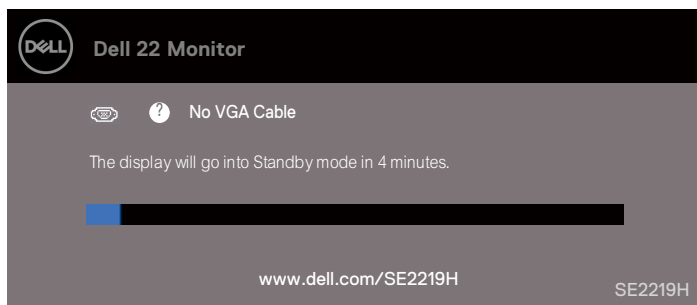 DELL
Dell 22 Monitor
? No VGA Cable
The display will go into Standby mode in 4 minutes.
www.dell.com/SE2219H
SE2219H